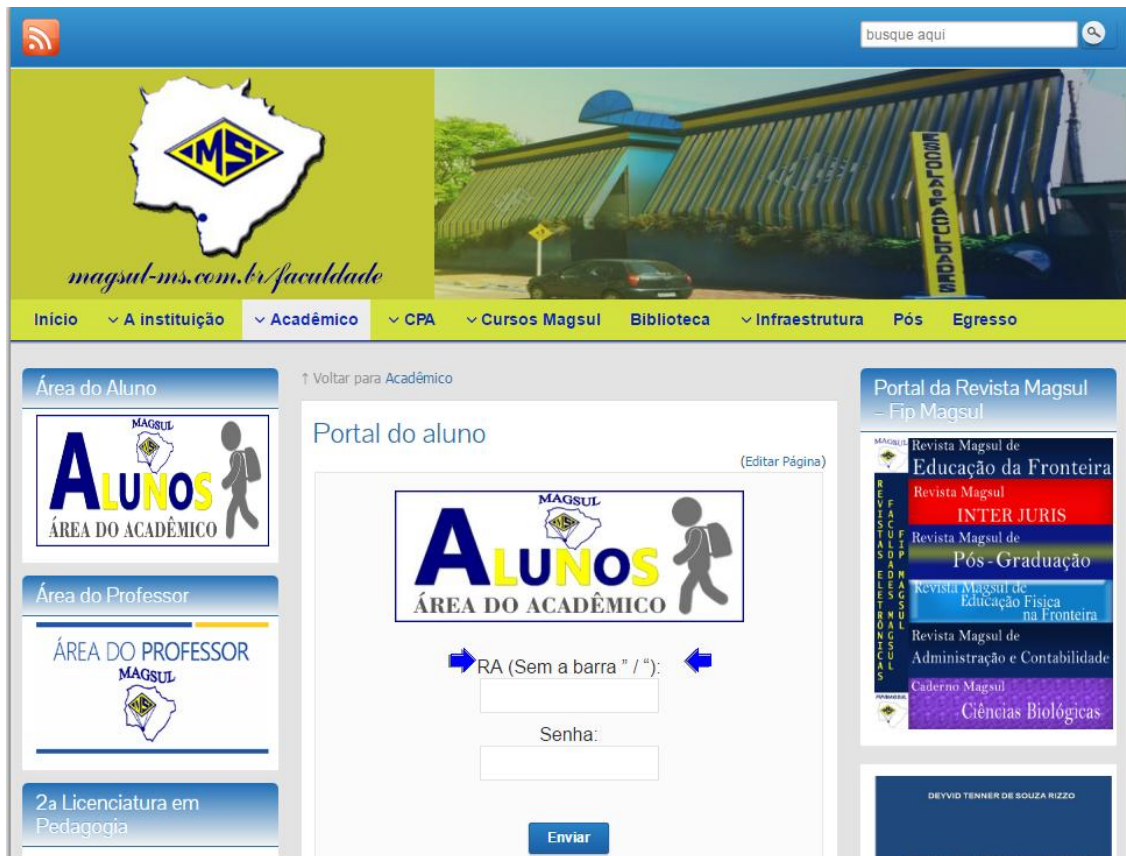 busque aqui
MS
magsul-ms.com.br/faculdade
ESCOLA e FACULDADES
Início
A instituição
Acadêmico
CPA
Cursos Magsul
Biblioteca
Infraestrutura
Pós
Egresso
Área do Aluno
MAGSUL
ALUNOS
ÁREA DO ACADÊMICO
Área do Professor
ÁREA DO PROFESSOR
MAGSUL
2a Licenciatura em
Pedagogia
↑ Voltar para Acadêmico
Portal do aluno
(Editar Página)
MAGSUL
ALUNOS
ÁREA DO ACADÊMICO
RA (Sem a barra ” / “):
Senha:
Enviar
Portal da Revista Magsul
– Fip Magsul
MAGSUL
REVISTAS ELETRÔNICAS
FACULDADES MAGSUL
FIP MAGSUL
Revista Magsul de
Educação da Fronteira
Revista Magsul
INTER JURIS
Revista Magsul de
Pós-Graduação
Revista Magsul de
Educação Física
na Fronteira
Revista Magsul de
Administração e Contabilidade
Caderno Magsul
Ciências Biológicas
DEYVID TENNER DE SOUZA RIZZO